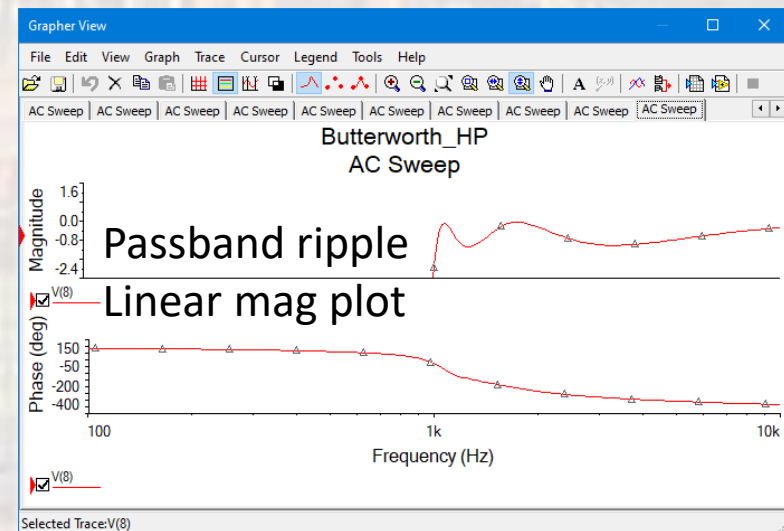 Grapher View
File Edit View Graph Trace Cursor Legend Tools Help
AC Sweep AC Sweep AC Sweep AC Sweep AC Sweep AC Sweep AC Sweep AC Sweep AC Sweep AC Sweep
Butterworth_HP
AC Sweep
Magnitude
1.6
0.0
-0.8
-2.4
Passband ripple
V(8)
Linear mag plot
Phase (deg)
150
-50
-200
-400
100 1k 10k
Frequency (Hz)
V(8)
Selected Trace:V(8)